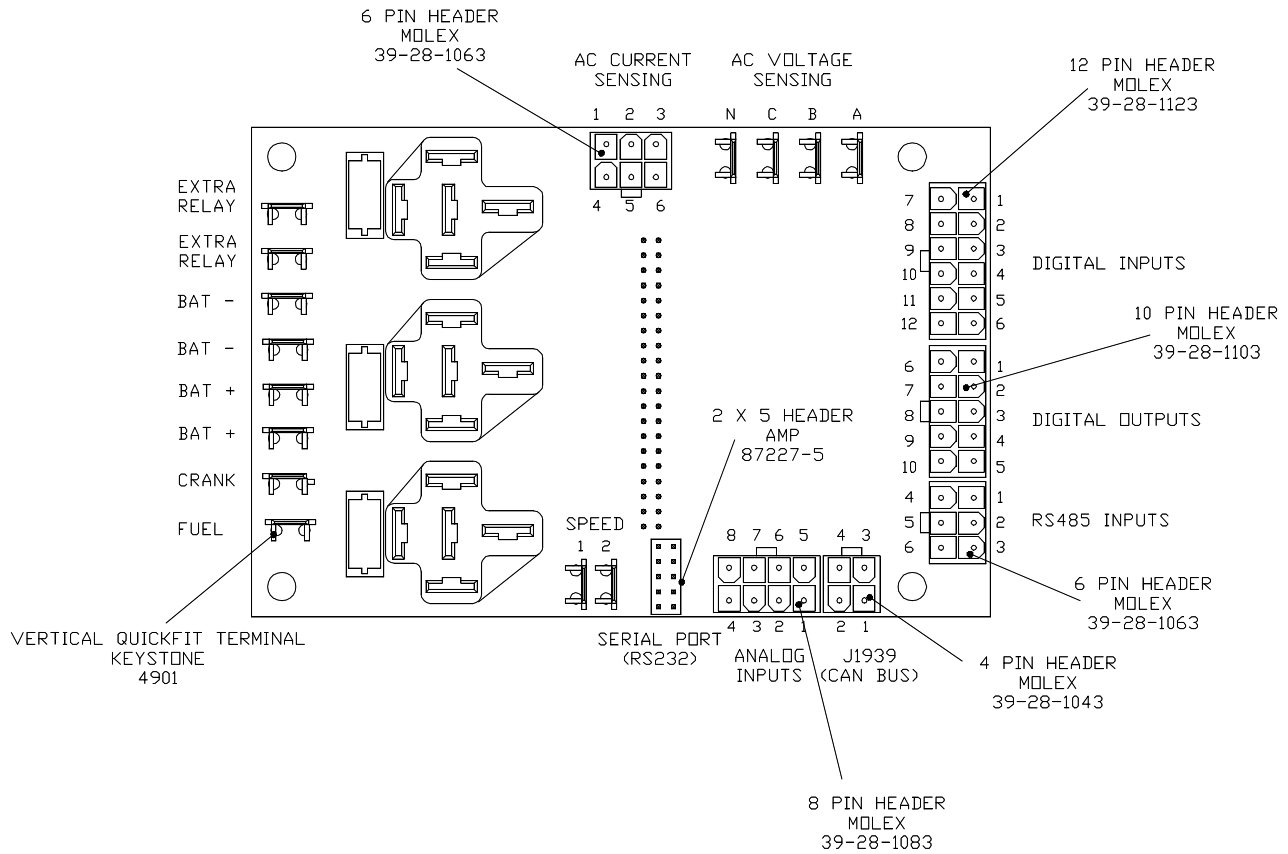 6 PIN HEADER
MOLEX
39-28-1063
AC CURRENT
SENSING
AC VOLTAGE
SENSING
12 PIN HEADER
MOLEX
39-28-1123
1 2 3
N C B A
4 5 6
EXTRA
RELAY
EXTRA
RELAY
BAT -
BAT -
BAT +
BAT +
CRANK
FUEL
7 1
8 2
9 3
10 4
11 5
12 6
DIGITAL INPUTS
10 PIN HEADER
MOLEX
39-28-1103
6 1
7 2
8 3
9 4
10 5
DIGITAL OUTPUTS
2 X 5 HEADER
AMP
87227-5
4 1
5 2
6 3
RS485 INPUTS
SPEED
1 2
8 7 6 5
4 3
6 PIN HEADER
MOLEX
39-28-1063
4 3 2 1
2 1
VERTICAL QUICKFIT TERMINAL
KEYSTONE
4901
SERIAL PORT
(RS232)
ANALOG
INPUTS
J1939
(CAN BUS)
4 PIN HEADER
MOLEX
39-28-1043
8 PIN HEADER
MOLEX
39-28-1083